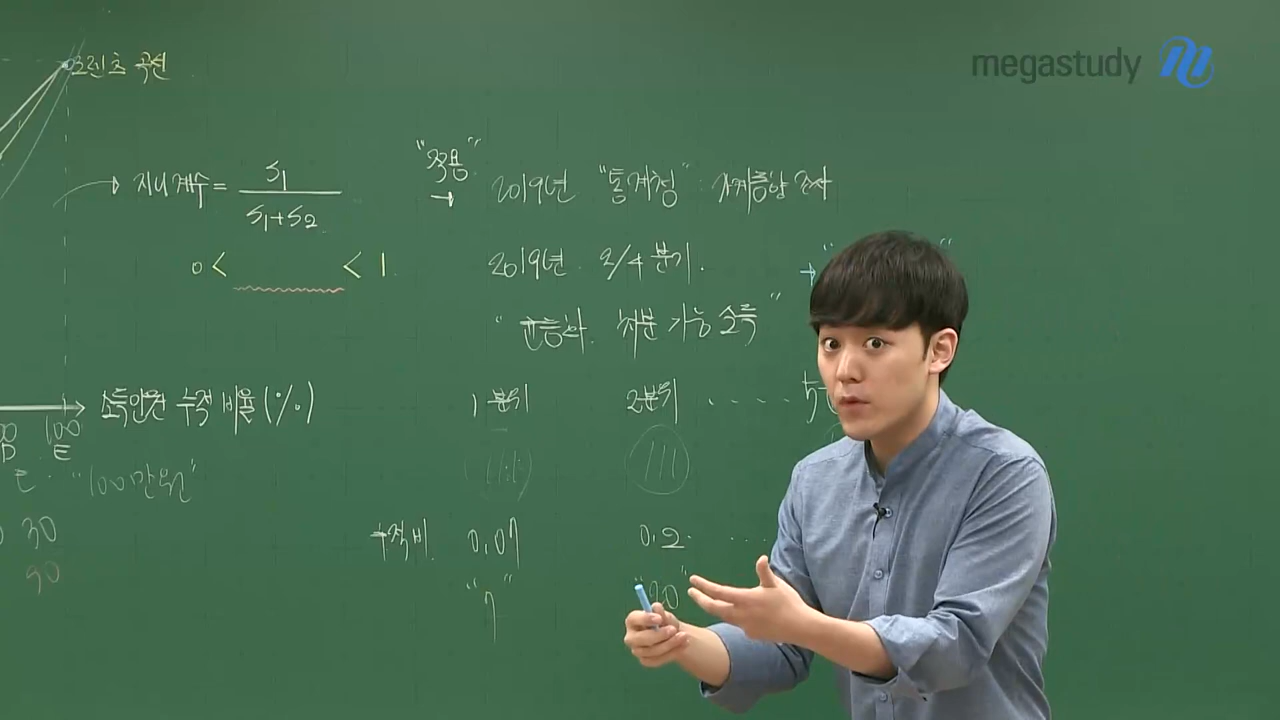 megastudy
로렌츠 곡선
"적용"
→ 지니계수 = S1 / S1+S2
→ 2019년 "통계청" 가계동향 조사
0 < < 1
2019년 2/4 분기.
"균등화 처분 가능 소득"
소득인원 누적 비율 (%)
1분위 2분위 ····· 5
100
D E
E. "100만원"
30
누적비 0.07 0.2 ····
90
"7" "20"